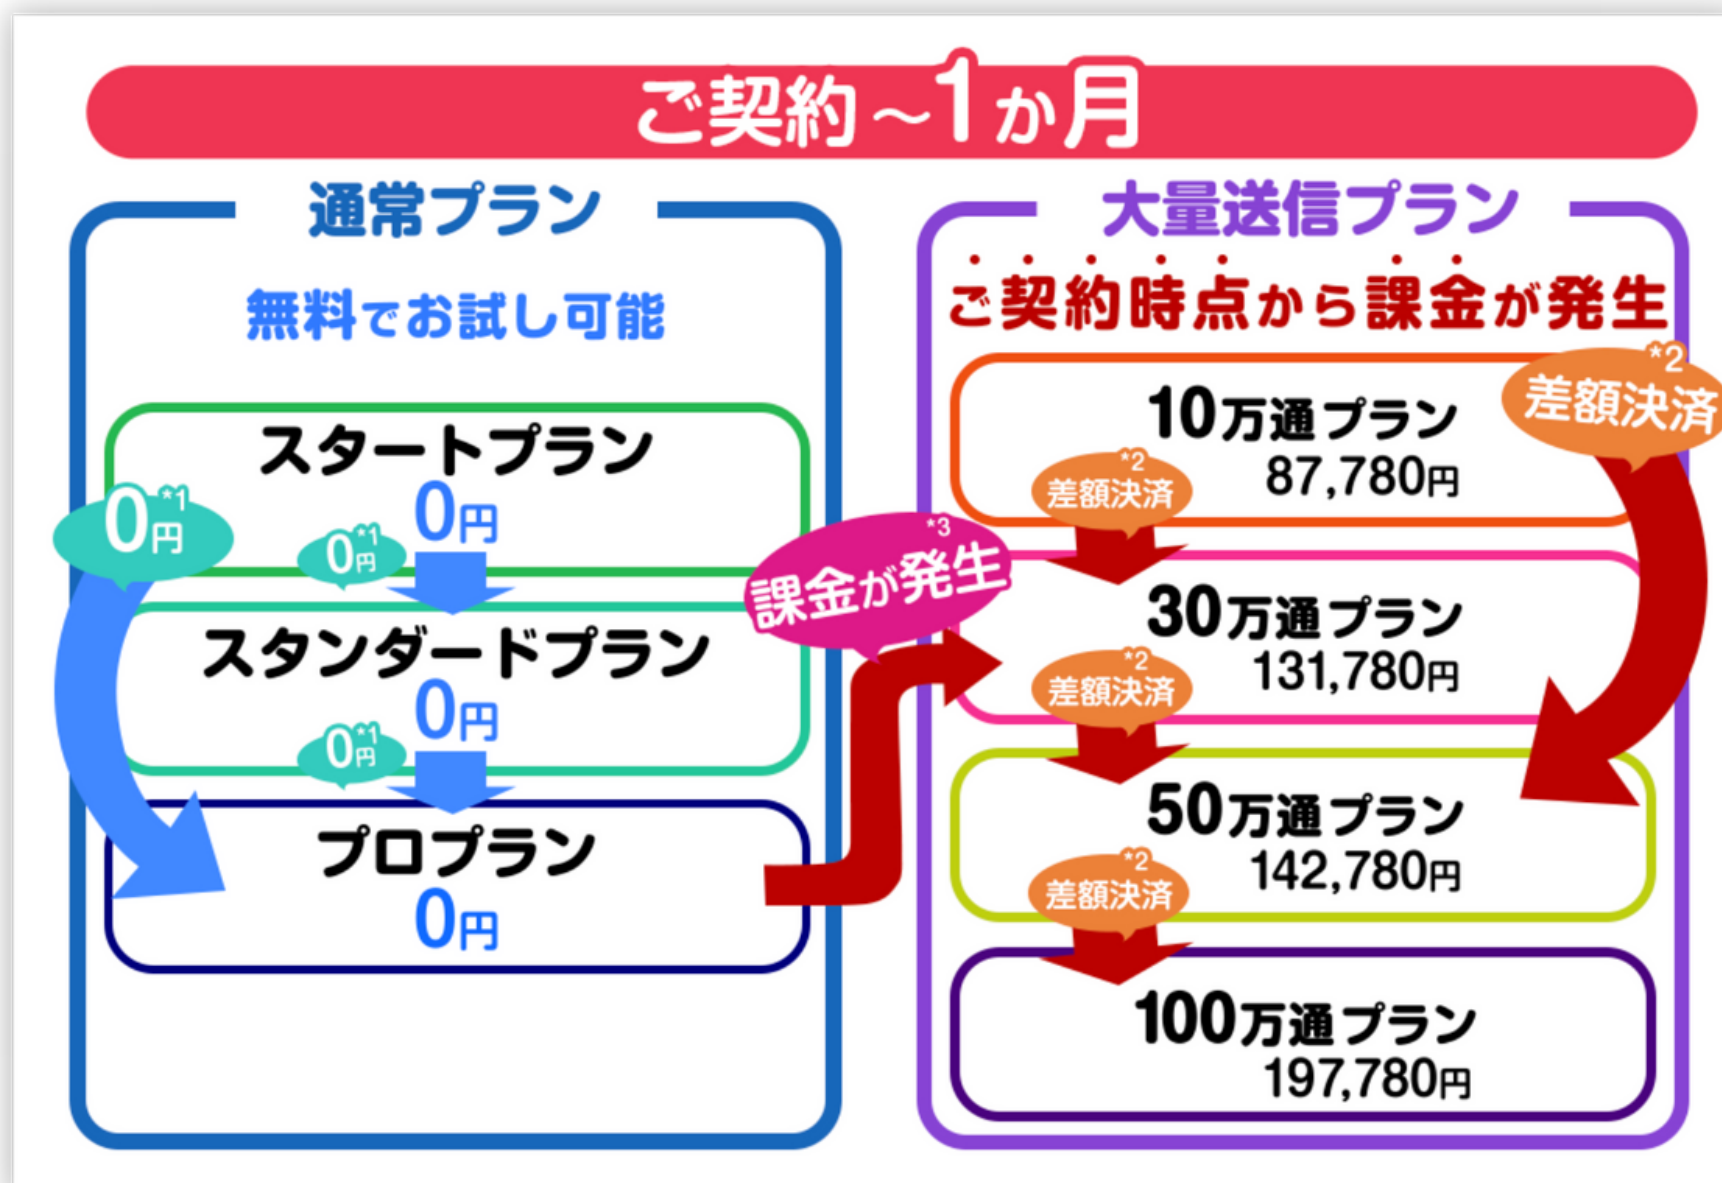 ご契約～1か月
通常プラン
無料でお試し可能
スタートプラン
0円
0円*1
0円*1
スタンダードプラン
0円
0円*1
プロプラン
0円
課金が発生*3
大量送信プラン
ご契約時点から課金が発生
10万通プラン
87,780円
差額決済*2
差額決済*2
30万通プラン
131,780円
差額決済*2
50万通プラン
142,780円
差額決済*2
100万通プラン
197,780円